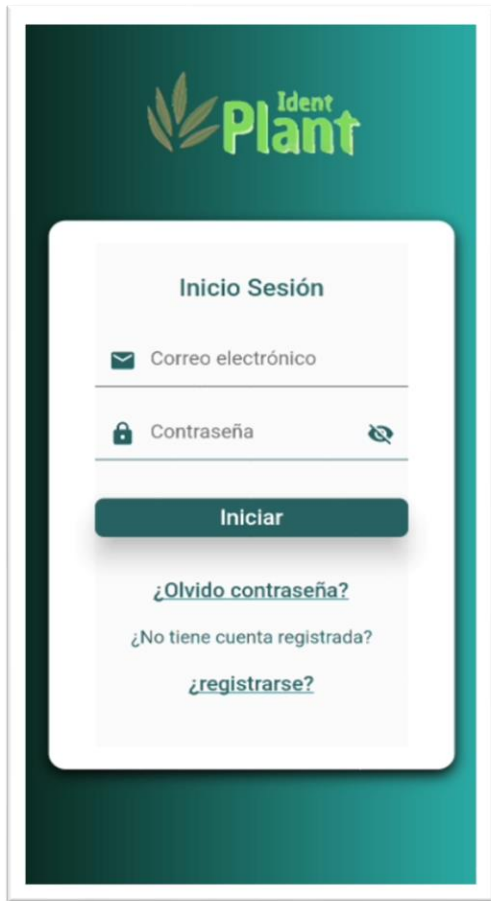 Ident
Plant
Inicio Sesión
Correo electrónico
Contraseña
Iniciar
¿Olvido contraseña?
¿No tiene cuenta registrada?
¿registrarse?